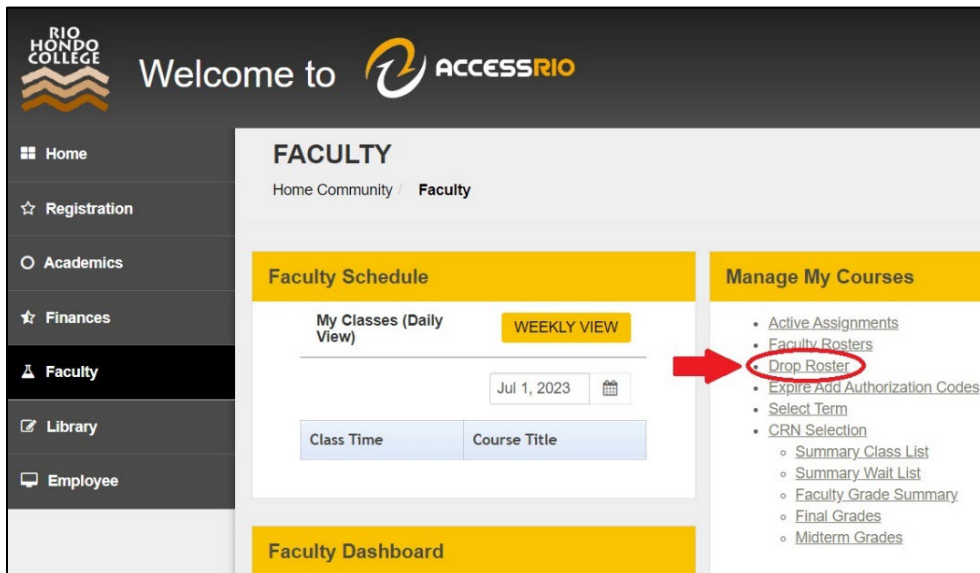 RIO
HONDO
COLLEGE
Welcome to ACCESSRIO
Home
Registration
Academics
Finances
Faculty
Library
Employee
FACULTY
Home Community / Faculty
Faculty Schedule
My Classes (Daily
View)
WEEKLY VIEW
Jul 1, 2023
Class Time Course Title
Faculty Dashboard
Manage My Courses
Active Assignments
Faculty Rosters
Drop Roster
Expire Add Authorization Codes
Select Term
CRN Selection
Summary Class List
Summary Wait List
Faculty Grade Summary
Final Grades
Midterm Grades